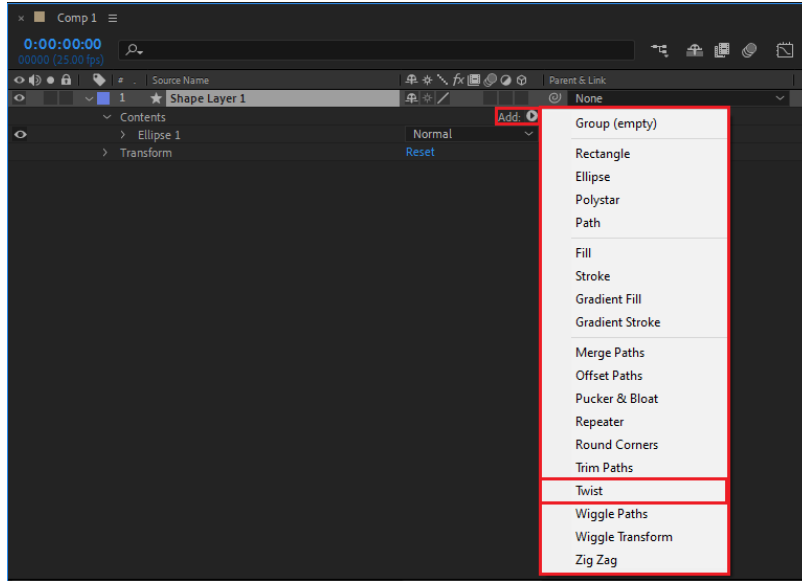 Comp 1
0:00:00:00
00000 (25.00 fps)
# . Source Name Parent & Link
1 Shape Layer 1 None
Contents Add:
Ellipse 1 Normal
Transform Reset
Group (empty)
Rectangle
Ellipse
Polystar
Path
Fill
Stroke
Gradient Fill
Gradient Stroke
Merge Paths
Offset Paths
Pucker & Bloat
Repeater
Round Corners
Trim Paths
Twist
Wiggle Paths
Wiggle Transform
Zig Zag